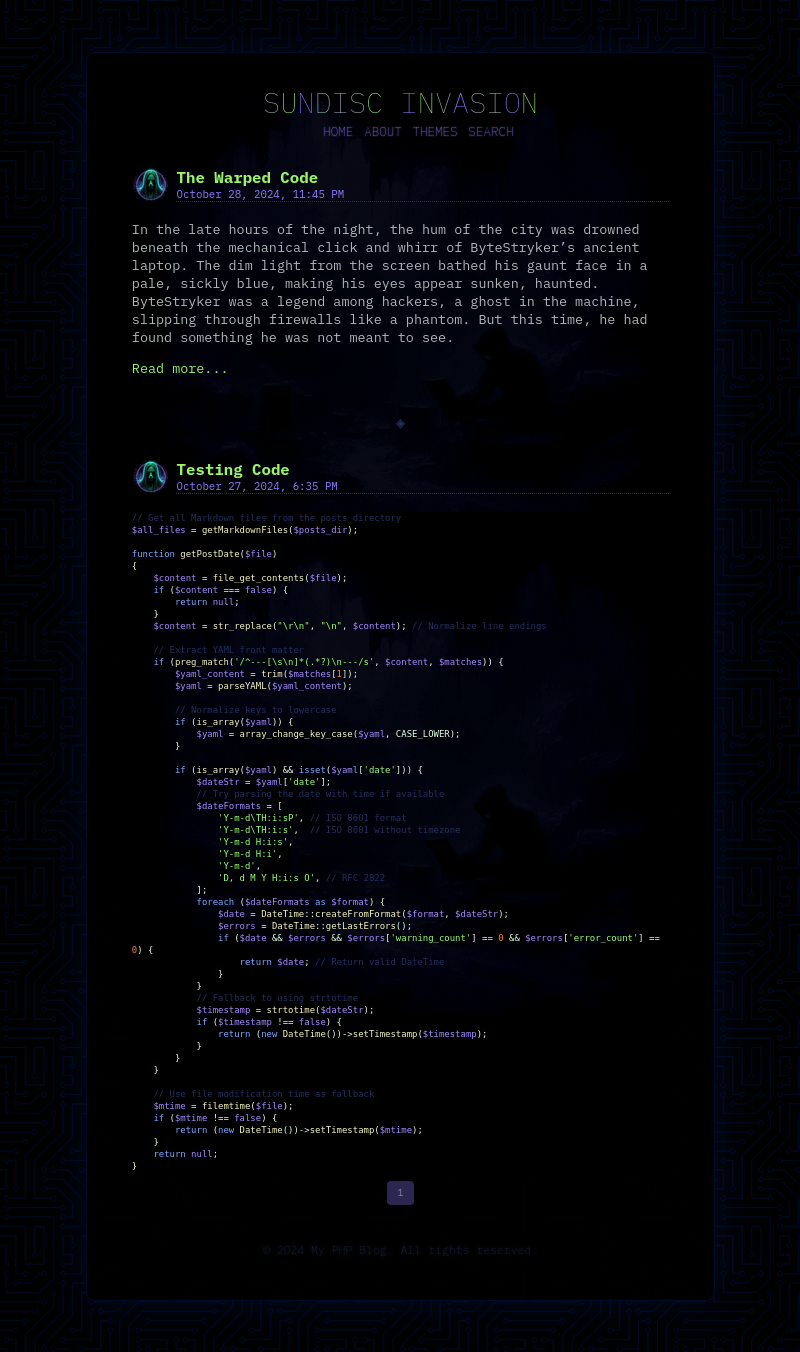 SUNDISC INVASION
HOME ABOUT THEMES SEARCH
The Warped Code
October 28, 2024, 11:45 PM
In the late hours of the night, the hum of the city was drowned
beneath the mechanical click and whirr of ByteStryker’s ancient
laptop. The dim light from the screen bathed his gaunt face in a
pale, sickly blue, making his eyes appear sunken, haunted.
ByteStryker was a legend among hackers, a ghost in the machine,
slipping through firewalls like a phantom. But this time, he had
found something he was not meant to see.
Read more...
Testing Code
October 27, 2024, 6:35 PM
// Get all Markdown files from the posts directory
$all_files = getMarkdownFiles($posts_dir);
function getPostDate($file)
{
$content = file_get_contents($file);
if ($content === false) {
return null;
}
$content = str_replace("\r\n", "\n", $content); // Normalize line endings
// Extract YAML front matter
if (preg_match('/^---[\s\n]*(.*?)\n---/s', $content, $matches)) {
$yaml_content = trim($matches[1]);
$yaml = parseYAML($yaml_content);
// Normalize keys to lowercase
if (is_array($yaml)) {
$yaml = array_change_key_case($yaml, CASE_LOWER);
}
if (is_array($yaml) && isset($yaml['date'])) {
$dateStr = $yaml['date'];
// Try parsing the date with time if available
$dateFormats = [
'Y-m-d\TH:i:sP', // ISO 8601 format
'Y-m-d\TH:i:s',  // ISO 8601 without timezone
'Y-m-d H:i:s',
'Y-m-d H:i',
'Y-m-d',
'D, d M Y H:i:s O', // RFC 2822
];
foreach ($dateFormats as $format) {
$date = DateTime::createFromFormat($format, $dateStr);
$errors = DateTime::getLastErrors();
if ($date && $errors && $errors['warning_count'] == 0 && $errors['error_count'] ==
0) {
return $date; // Return valid DateTime
}
}
// Fallback to using strtotime
$timestamp = strtotime($dateStr);
if ($timestamp !== false) {
return (new DateTime())->setTimestamp($timestamp);
}
}
}
// Use file modification time as fallback
$mtime = filemtime($file);
if ($mtime !== false) {
return (new DateTime())->setTimestamp($mtime);
}
return null;
}
1
© 2024 My PHP Blog. All rights reserved.